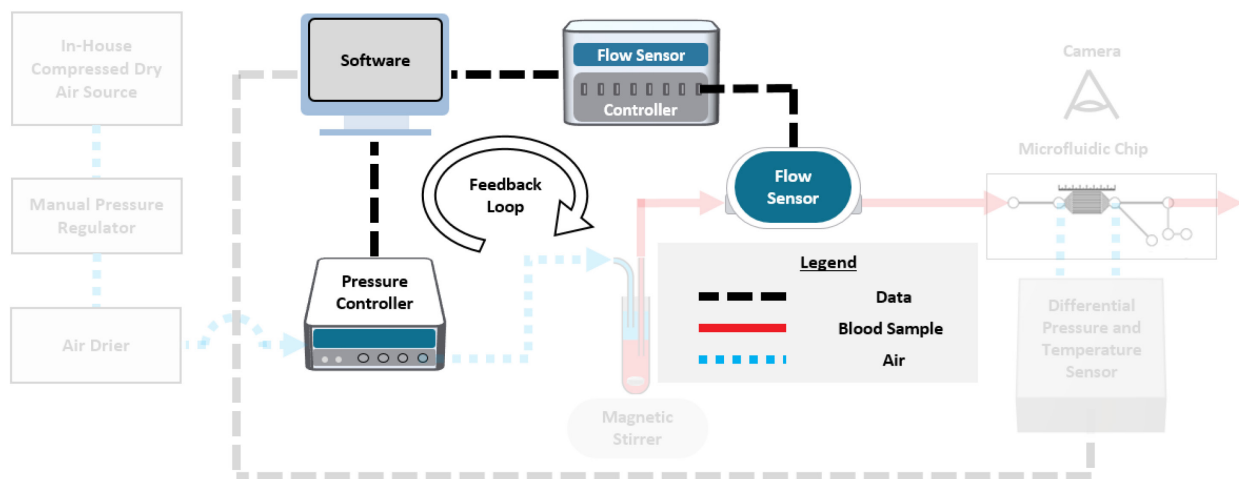 In-House
Compressed Dry
Air Source
Manual Pressure
Regulator
Air Drier
Software
Flow Sensor
Controller
Feedback
Loop
Pressure
Controller
Flow
Sensor
Magnetic
Stirrer
Legend
Data
Blood Sample
Air
Camera
Microfluidic Chip
Differential
Pressure and
Temperature
Sensor